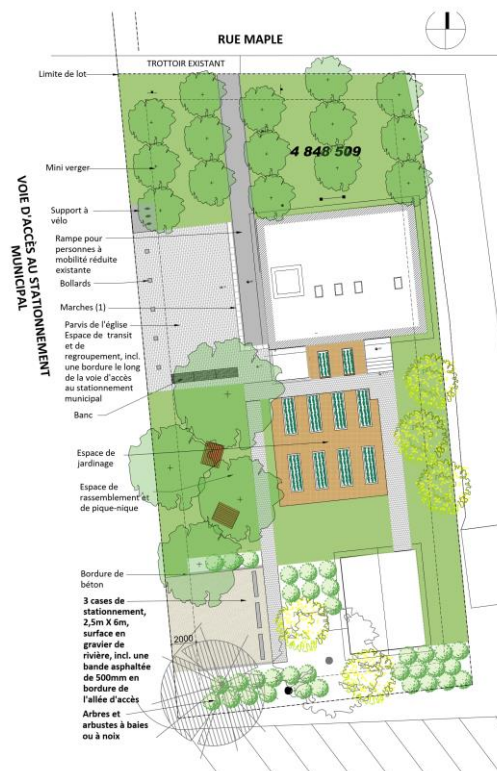 RUE MAPLE
TROTTOIR EXISTANT
Limite de lot
4 848 509
Mini verger
VOIE D'ACCÈS AU STATIONNEMENT
MUNICIPAL
Support à
vélo
Rampe pour
personnes à
mobilité réduite
existante
Bollards
Marches (1)
Parvis de l'église
Espace de transit
et de
regroupement, incl.
une bordure le long
de la voie d'accès
au stationnement
municipal
Banc
Espace de
jardinage
Espace de
rassemblement et
de pique-nique
Bordure de
béton
3 cases de
stationnement,
2,5m X 6m,
surface en
gravier de
rivière, incl. une
bande asphaltée
de 500mm en
bordure de
l'allée d'accès
2000
Arbres et
arbustes à baies
ou à noix